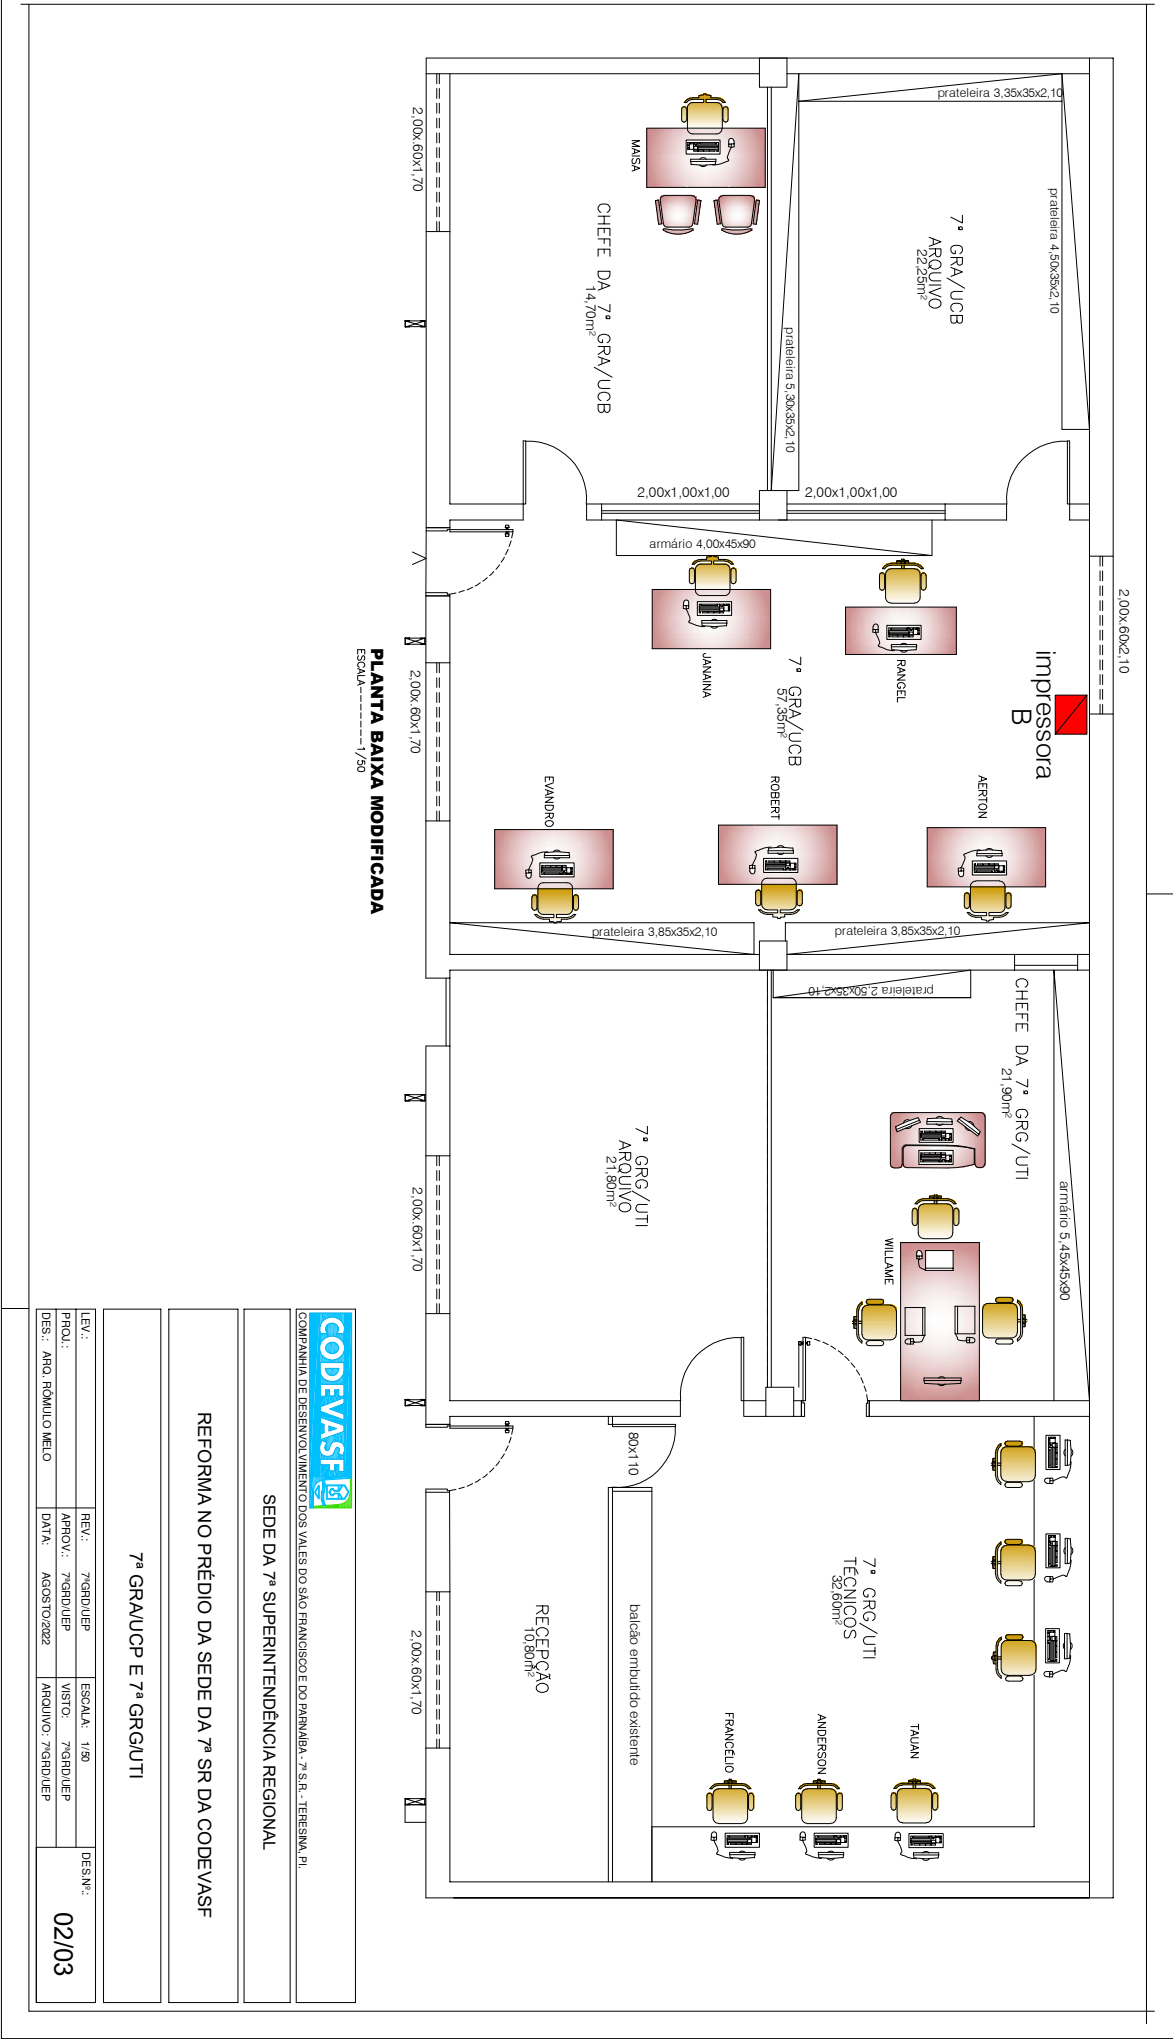 prateleira 3,35x35x2,10
prateleira 4,50x35x2,10
7ª GRA/UCB
ARQUIVO
22,25m²
prateleira 5,30x35x2,10
MAISA
CHEFE DA 7ª GRA/UCB
14,70m²
2,00x.60x1,70
2,00x1,00x1,00
2,00x1,00x1,00
armário 4,00x45x90
2,00x.60x2,10
impressora
B
RANGEL
JANAINA
7ª GRA/UCB
57,35m²
AERTON
ROBERT
EVANDRO
2,00x.60x1,70
prateleira 3,85x35x2,10
prateleira 3,85x35x2,10
PLANTA BAIXA MODIFICADA
ESCALA----------1/50
prateleira 2,50x35x2,10
CHEFE DA 7ª GRG/UTI
21,90m²
armário 5,45x45x90
WILLAME
7ª GRG/UTI
ARQUIVO
21,80m²
2,00x.60x1,70
80x110
7ª GRG/UTI
TÉCNICOS
32,60m²
TAUAN
ANDERSON
FRANCÉLIO
balcão embutido existente
RECEPÇÃO
10,80m²
2,00x.60x1,70
CODEVASF
COMPANHIA DE DESENVOLVIMENTO DOS VALES DO SÃO FRANCISCO E DO PARNAÍBA - 7ª S.R. - TERESINA, PI.
SEDE DA 7ª SUPERINTENDÊNCIA REGIONAL
REFORMA NO PRÉDIO DA SEDE DA 7ª SR DA CODEVASF
7ª GRA/UCP E 7ª GRG/UTI
LEV.:
REV.: 7ªGRD/UEP
ESCALA: 1/50
DES.Nº.:
PROJ.:
APROV.: 7ªGRD/UEP
VISTO: 7ªGRD/UEP
DES.: ARQ. RÔMULO MELO
DATA: AGOSTO/2022
ARQUIVO: 7ªGRD/UEP
02/03